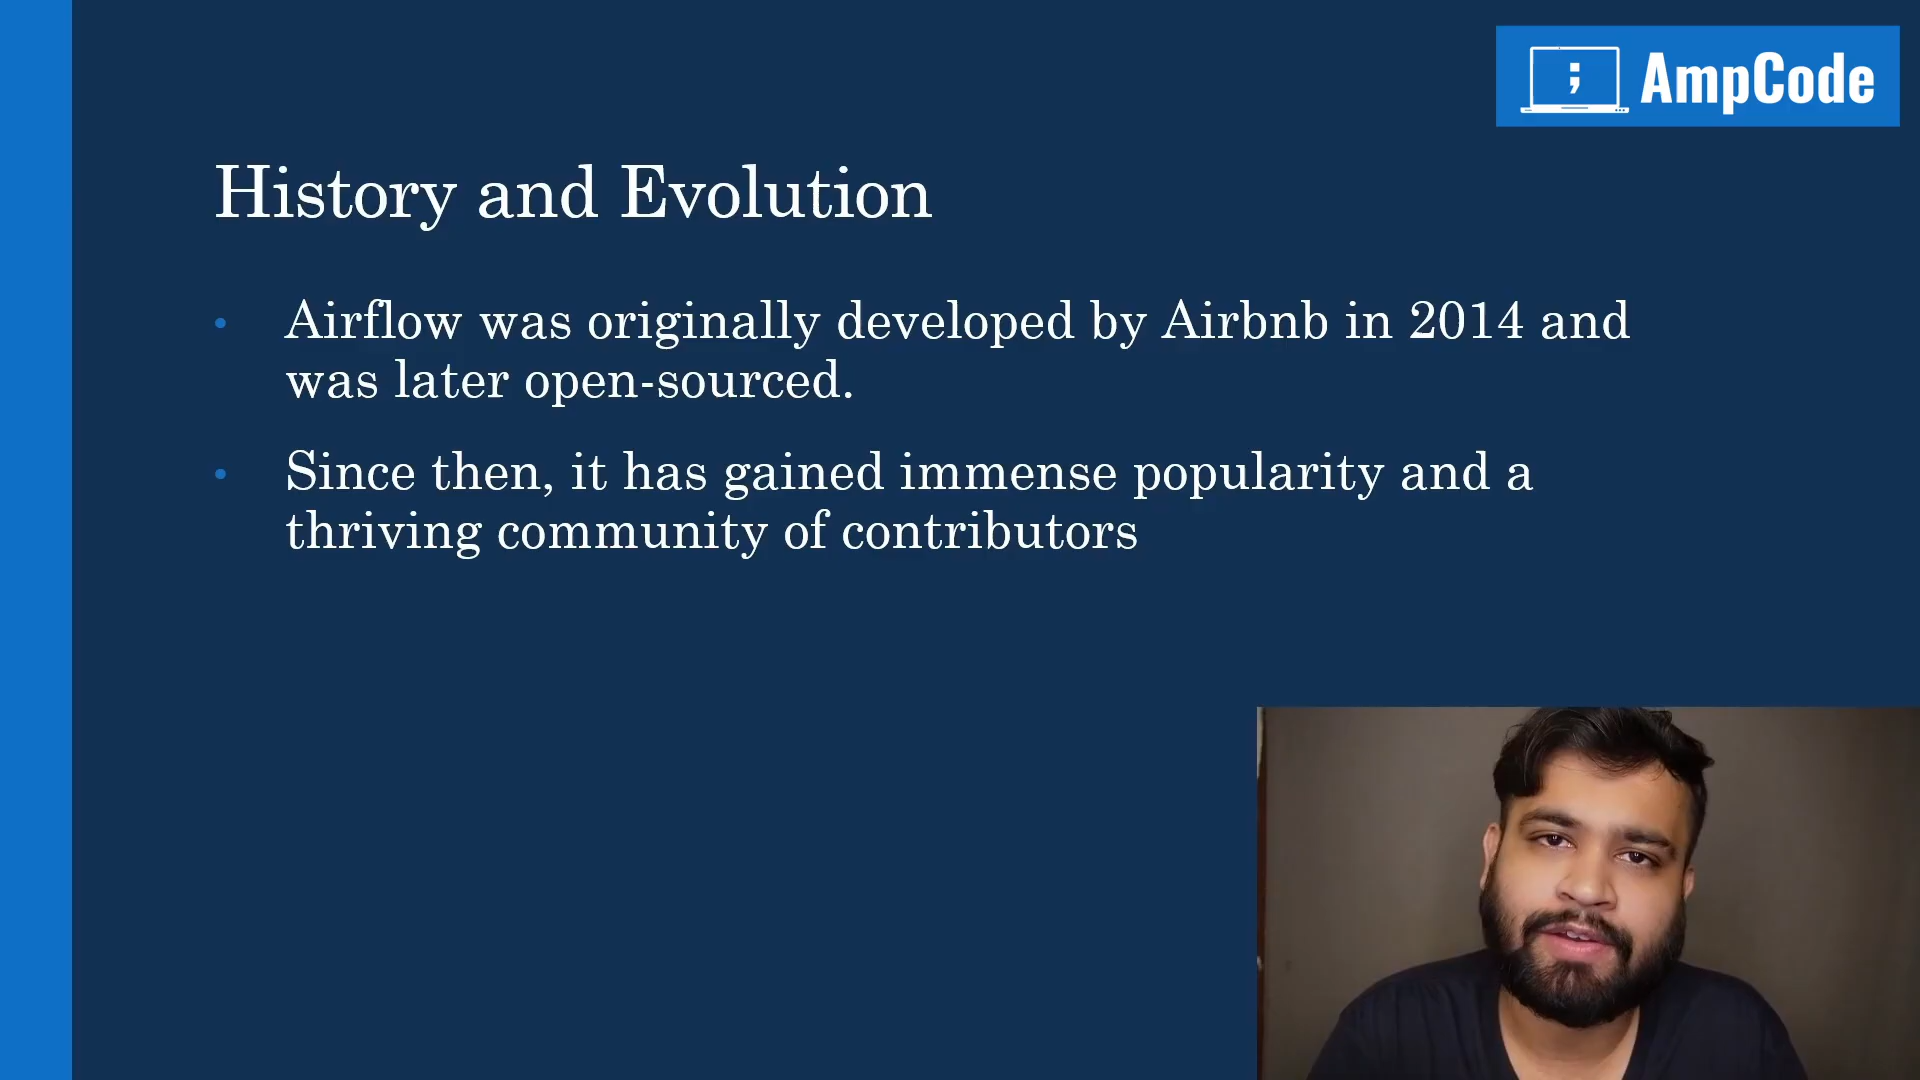 ; AmpCode
History and Evolution
• Airflow was originally developed by Airbnb in 2014 and
was later open-sourced.
• Since then, it has gained immense popularity and a
thriving community of contributors